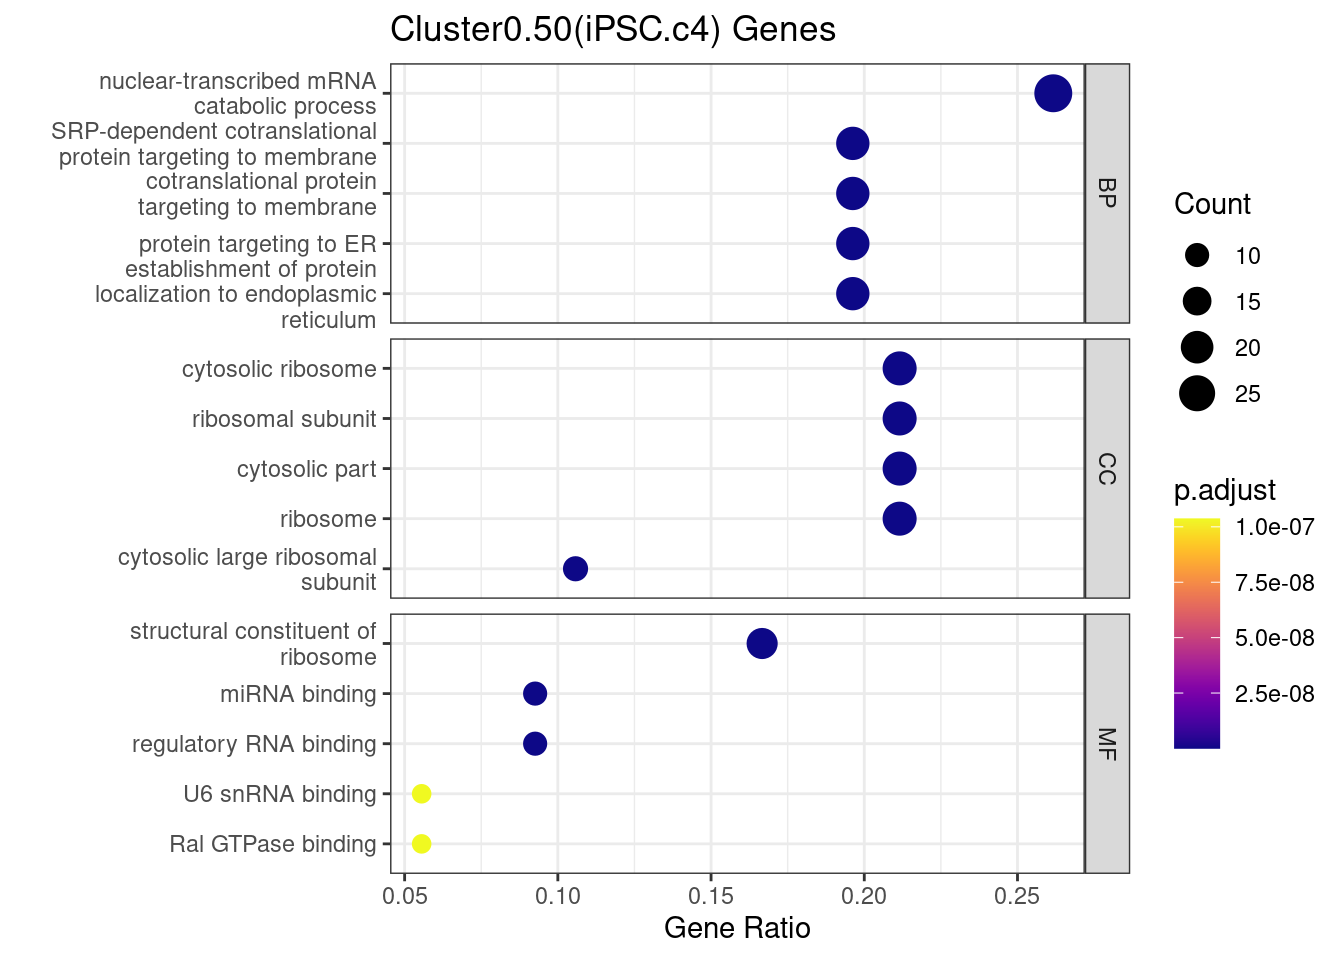 Cluster0.50(iPSC.c4) Genes
nuclear-transcribed mRNA
catabolic process
SRP-dependent cotranslational
protein targeting to membrane
cotranslational protein
targeting to membrane
protein targeting to ER
establishment of protein
localization to endoplasmic
reticulum
BP
cytosolic ribosome
ribosomal subunit
cytosolic part
ribosome
cytosolic large ribosomal
subunit
CC
structural constituent of
ribosome
miRNA binding
regulatory RNA binding
U6 snRNA binding
Ral GTPase binding
MF
0.05 0.10 0.15 0.20 0.25
Gene Ratio
Count
10
15
20
25
p.adjust
1.0e-07
7.5e-08
5.0e-08
2.5e-08